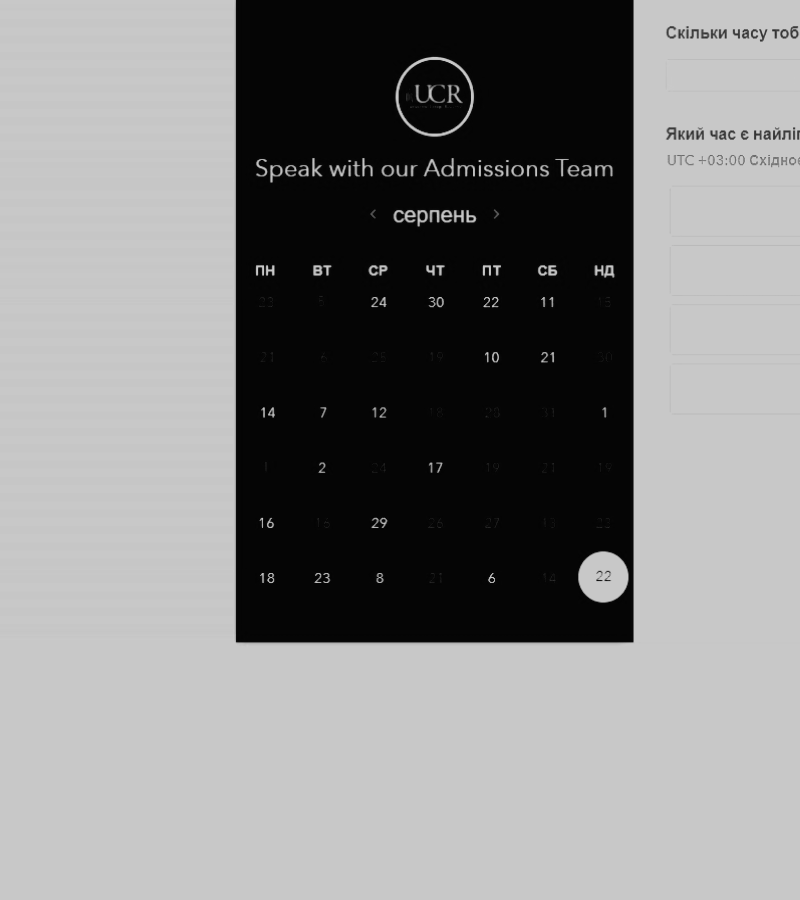 UCR
Speak with our Admissions Team
< серпень >
ПН ВТ СР ЧТ ПТ СБ НД
23 5 24 30 22 11 15
21 6 25 19 10 21 30
14 7 12 18 20 31 1
1 2 24 17 19 21 19
16 16 29 26 27 13 23
18 23 8 21 6 14 22
Скільки часу тоб
Який час є найліп
UTC +03:00 Східноє